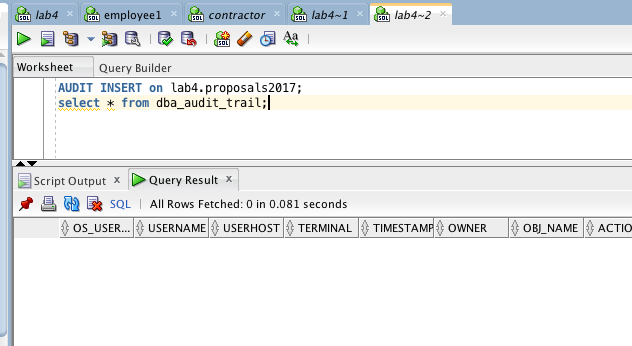 lab4 employee1 contractor lab4~1 lab4~2
Worksheet Query Builder
AUDIT INSERT on lab4.proposals2017;
select * from dba_audit_trail;
Script Output x Query Result x
SQL | All Rows Fetched: 0 in 0.081 seconds
OS_USER... USERNAME USERHOST TERMINAL TIMESTAMP OWNER OBJ_NAME ACTIO